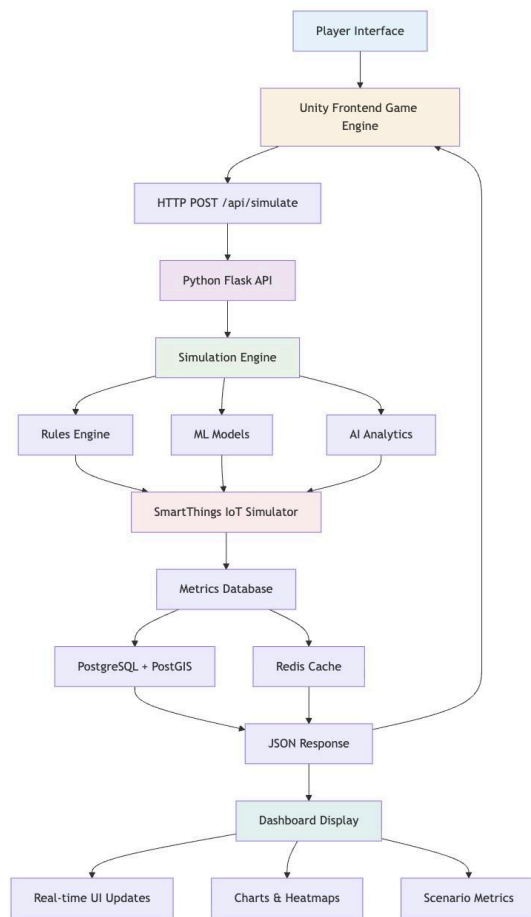 Player Interface
Unity Frontend Game
Engine
HTTP POST /api/simulate
Python Flask API
Simulation Engine
Rules Engine
ML Models
AI Analytics
SmartThings IoT Simulator
Metrics Database
PostgreSQL + PostGIS
Redis Cache
JSON Response
Dashboard Display
Real-time UI Updates
Charts & Heatmaps
Scenario Metrics